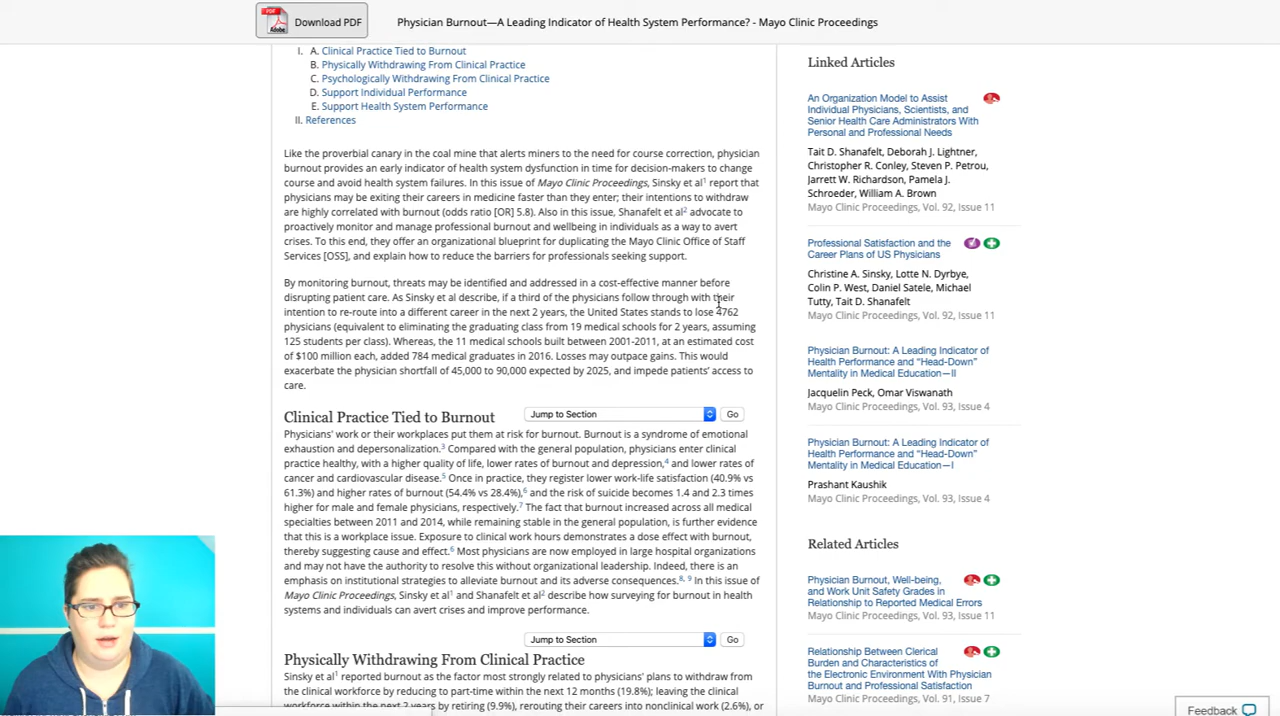 Download PDF
Physician Burnout—A Leading Indicator of Health System Performance? - Mayo Clinic Proceedings
I. A. Clinical Practice Tied to Burnout
B. Physically Withdrawing From Clinical Practice
C. Psychologically Withdrawing From Clinical Practice
D. Support Individual Performance
E. Support Health System Performance
II. References
Like the proverbial canary in the coal mine that alerts miners to the need for course correction, physician
burnout provides an early indicator of health system dysfunction in time for decision-makers to change
course and avoid health system failures. In this issue of Mayo Clinic Proceedings, Sinsky et al1 report that
physicians may be exiting their careers in medicine faster than they enter; their intentions to withdraw
are highly correlated with burnout (odds ratio [OR] 5.8). Also in this issue, Shanafelt et al2 advocate to
proactively monitor and manage professional burnout and wellbeing in individuals as a way to avert
crises. To this end, they offer an organizational blueprint for duplicating the Mayo Clinic Office of Staff
Services [OSS], and explain how to reduce the barriers for professionals seeking support.
By monitoring burnout, threats may be identified and addressed in a cost-effective manner before
disrupting patient care. As Sinsky et al describe, if a third of the physicians follow through with their
intention to re-route into a different career in the next 2 years, the United States stands to lose 4762
physicians (equivalent to eliminating the graduating class from 19 medical schools for 2 years, assuming
125 students per class). Whereas, the 11 medical schools built between 2001-2011, at an estimated cost
of $100 million each, added 784 medical graduates in 2016. Losses may outpace gains. This would
exacerbate the physician shortfall of 45,000 to 90,000 expected by 2025, and impede patients' access to
care.
Clinical Practice Tied to Burnout
Jump to Section
Go
Physicians' work or their workplaces put them at risk for burnout. Burnout is a syndrome of emotional
exhaustion and depersonalization.3 Compared with the general population, physicians enter clinical
practice healthy, with a higher quality of life, lower rates of burnout and depression,4 and lower rates of
cancer and cardiovascular disease.5 Once in practice, they register lower work-life satisfaction (40.9% vs
61.3%) and higher rates of burnout (54.4% vs 28.4%),6 and the risk of suicide becomes 1.4 and 2.3 times
higher for male and female physicians, respectively.7 The fact that burnout increased across all medical
specialties between 2011 and 2014, while remaining stable in the general population, is further evidence
that this is a workplace issue. Exposure to clinical work hours demonstrates a dose effect with burnout,
thereby suggesting cause and effect.6 Most physicians are now employed in large hospital organizations
and may not have the authority to resolve this without organizational leadership. Indeed, there is an
emphasis on institutional strategies to alleviate burnout and its adverse consequences.8, 9 In this issue of
Mayo Clinic Proceedings, Sinsky et al1 and Shanafelt et al2 describe how surveying for burnout in health
systems and individuals can avert crises and improve performance.
Jump to Section
Go
Physically Withdrawing From Clinical Practice
Sinsky et al1 reported burnout as the factor most strongly related to physicians' plans to withdraw from
the clinical workforce by reducing to part-time within the next 12 months (19.8%); leaving the clinical
workforce within the next 2 years by retiring (9.9%), rerouting their careers into nonclinical work (2.6%), or
Linked Articles
An Organization Model to Assist
Individual Physicians, Scientists, and
Senior Health Care Administrators With
Personal and Professional Needs
Tait D. Shanafelt, Deborah J. Lightner,
Christopher R. Conley, Steven P. Petrou,
Jarrett W. Richardson, Pamela J.
Schroeder, William A. Brown
Mayo Clinic Proceedings, Vol. 92, Issue 11
Professional Satisfaction and the
Career Plans of US Physicians
Christine A. Sinsky, Lotte N. Dyrbye,
Colin P. West, Daniel Satele, Michael
Tutty, Tait D. Shanafelt
Mayo Clinic Proceedings, Vol. 92, Issue 11
Physician Burnout: A Leading Indicator of
Health Performance and “Head-Down”
Mentality in Medical Education—II
Jacquelin Peck, Omar Viswanath
Mayo Clinic Proceedings, Vol. 93, Issue 4
Physician Burnout: A Leading Indicator of
Health Performance and “Head-Down”
Mentality in Medical Education—I
Prashant Kaushik
Mayo Clinic Proceedings, Vol. 93, Issue 4
Related Articles
Physician Burnout, Well-being,
and Work Unit Safety Grades in
Relationship to Reported Medical Errors
Mayo Clinic Proceedings, Vol. 93, Issue 11
Relationship Between Clerical
Burden and Characteristics of
the Electronic Environment With Physician
Burnout and Professional Satisfaction
Mayo Clinic Proceedings, Vol. 91, Issue 7
Feedback